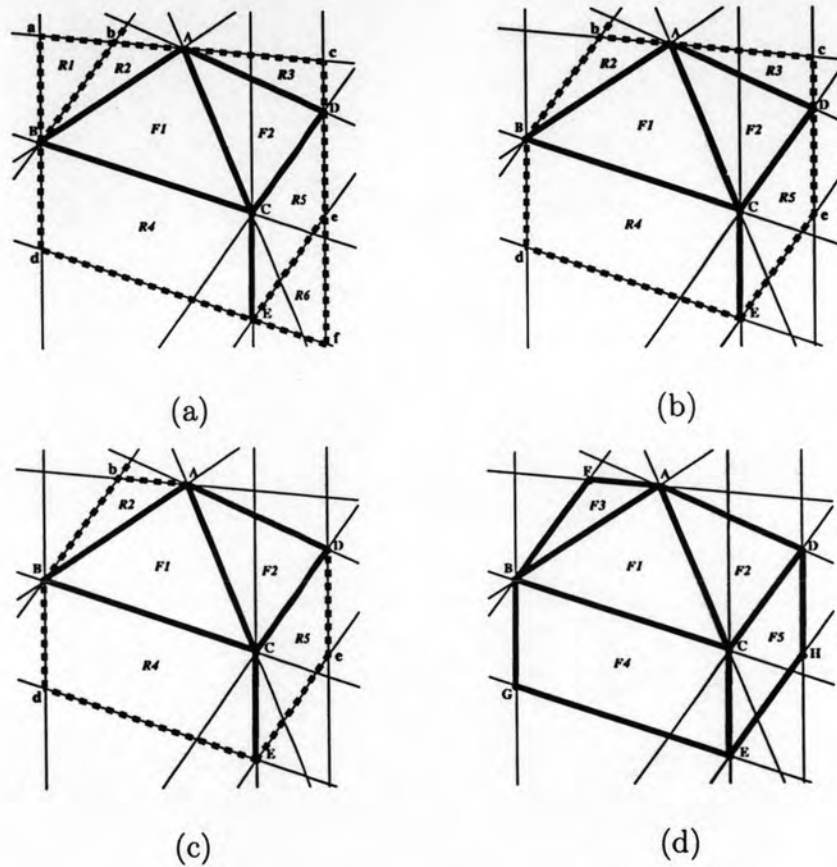 a b A c
R1 R2 R3
B F1 F2 D
R4 C R5 e
d R6
E f
(a)
b A c
R2 R3
B F1 F2 D
R4 C R5 e
d
E
(b)
b A
R2 D
B F1 F2
R4 C R5 e
d
E
(c)
F A
F3 D
B F1 F2
F4 C F5 H
G
E
(d)